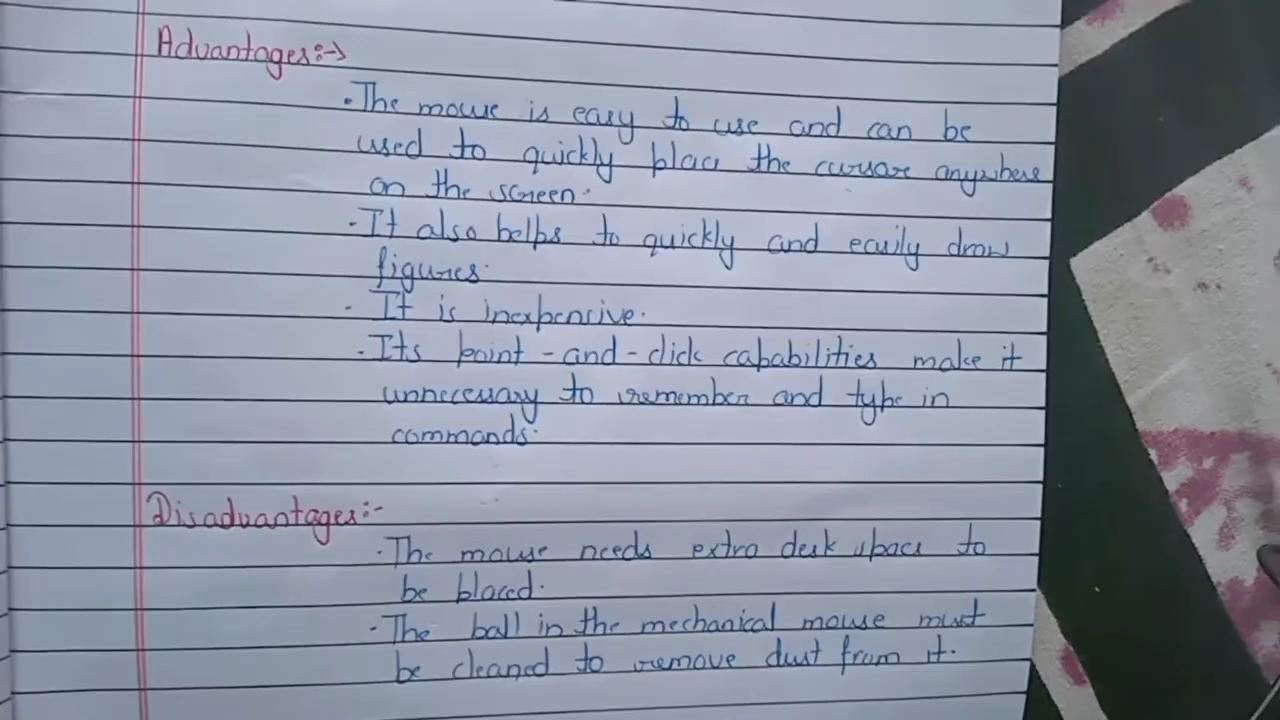 Advantages:->
• The mouse is easy to use and can be
used to quickly place the cursor anywhere
on the screen.
• It also helps to quickly and easily draw
figures.
• It is inexpensive.
• Its point-and-click capabilities make it
unnecessary to remember and type in
commands.
Disadvantages:-
• The mouse needs extra desk space to
be placed.
• The ball in the mechanical mouse must
be cleaned to remove dust from it.